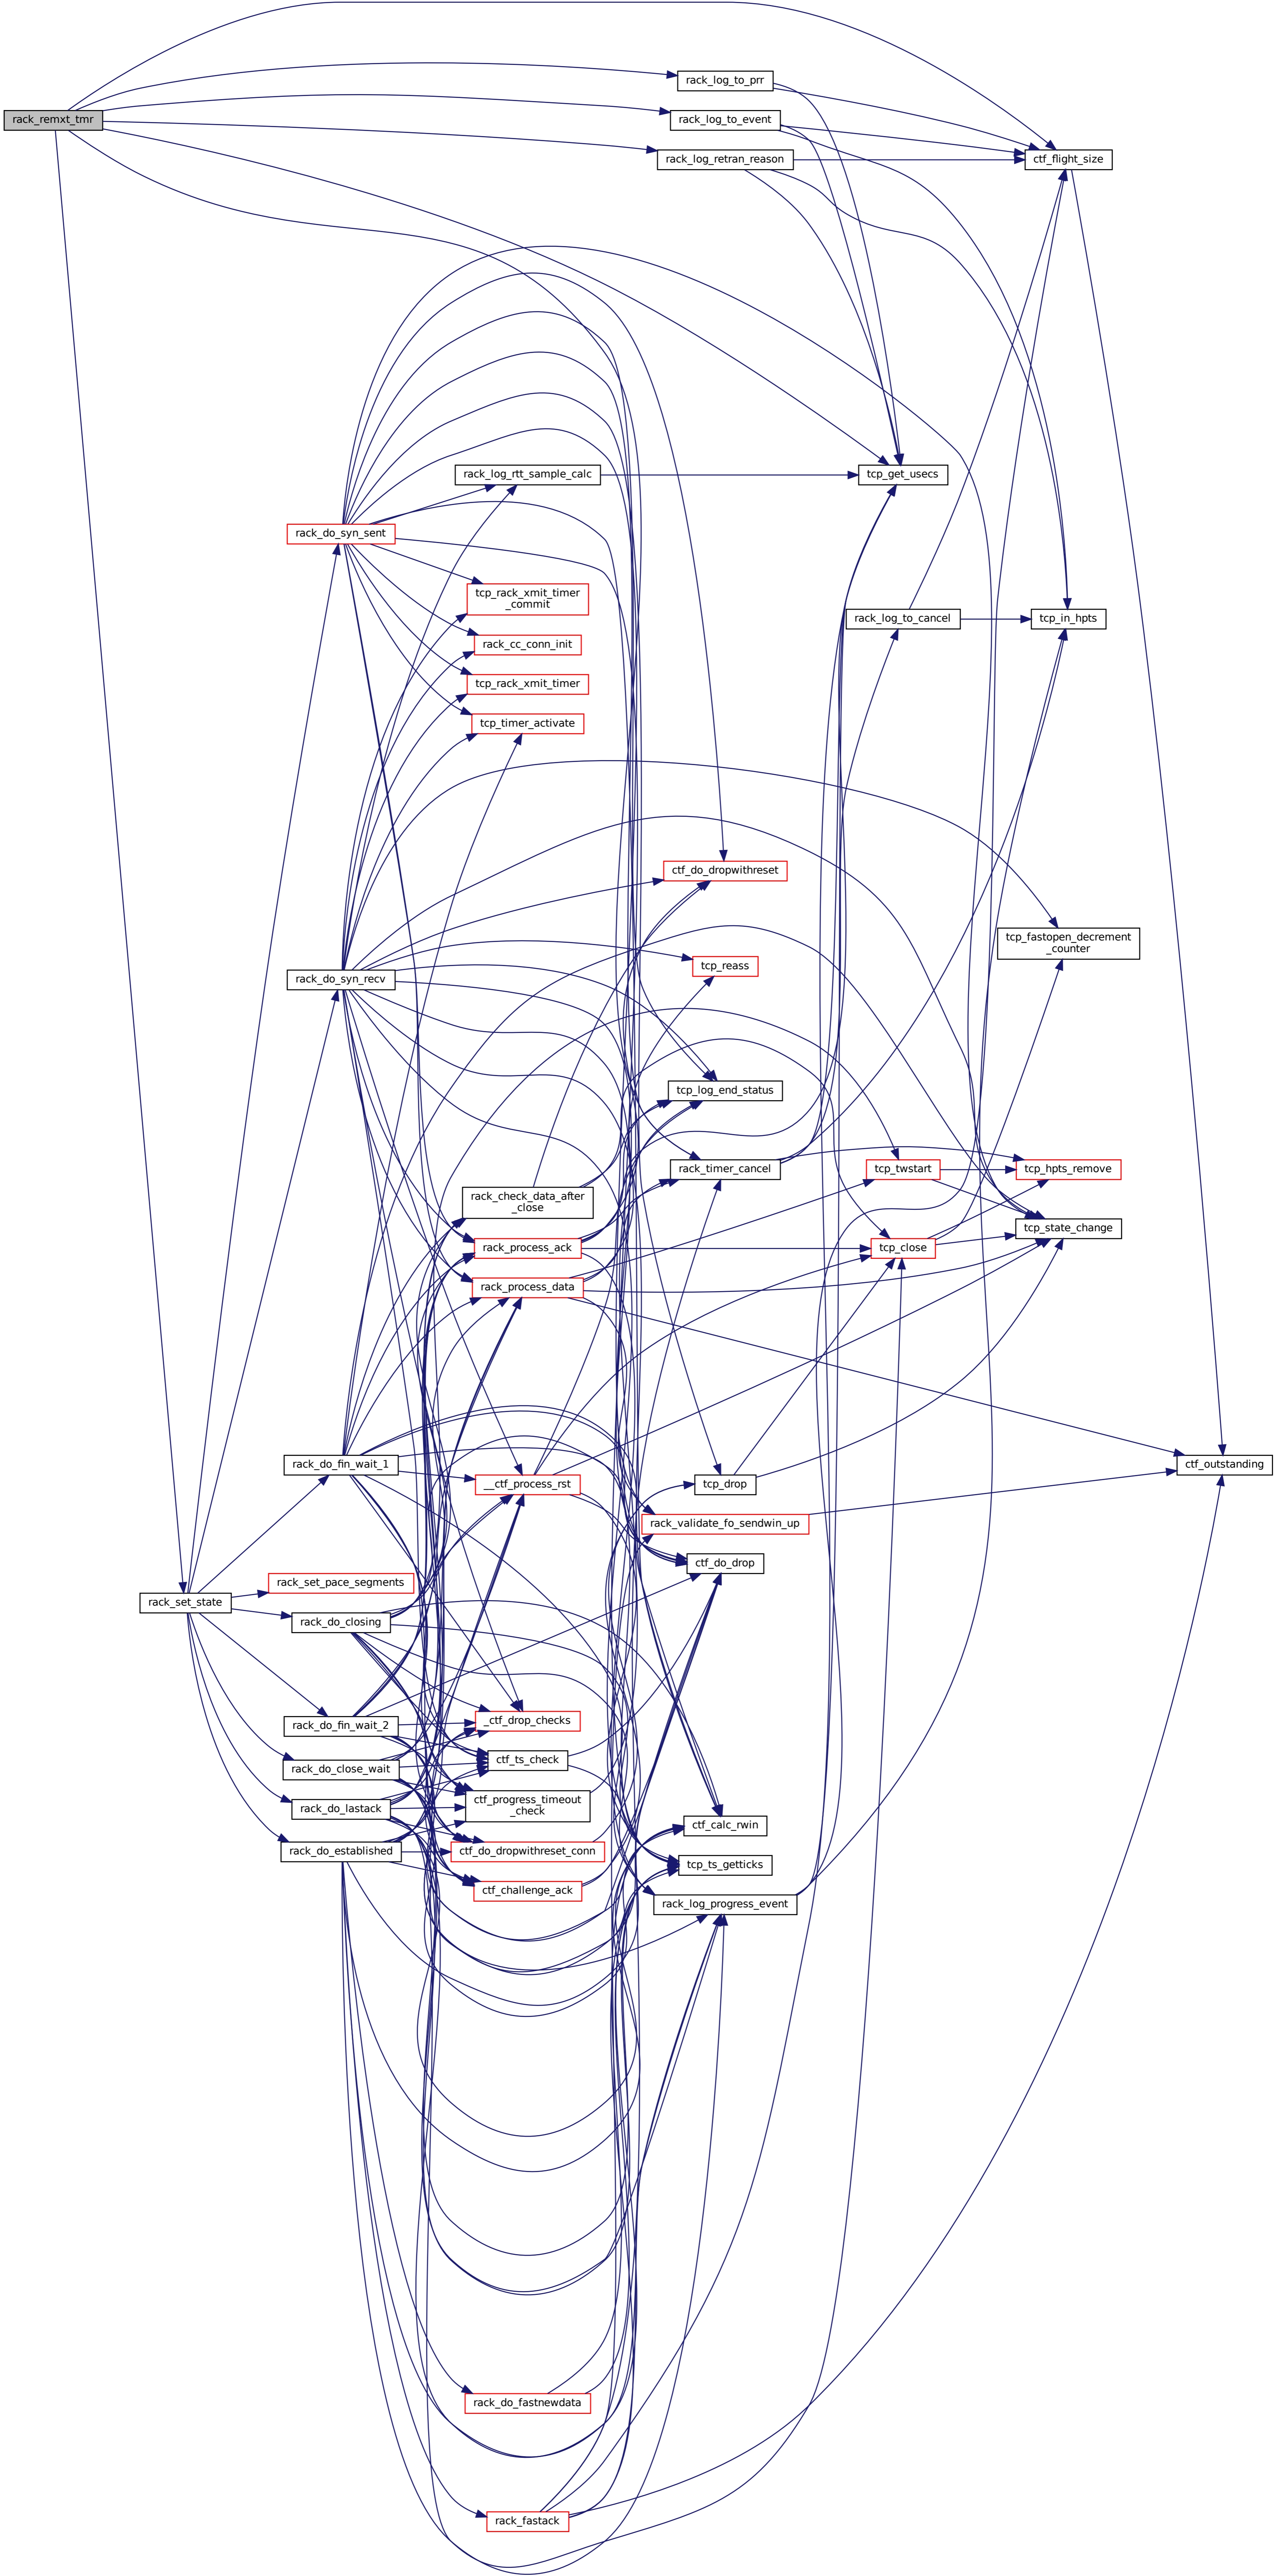 rack_log_to_prr
rack_remxt_tmr
rack_log_to_event
rack_log_retran_reason
ctf_flight_size
rack_log_rtt_sample_calc
tcp_get_usecs
rack_do_syn_sent
tcp_rack_xmit_timer
_commit
rack_log_to_cancel
tcp_in_hpts
rack_cc_conn_init
tcp_rack_xmit_timer
tcp_timer_activate
ctf_do_dropwithreset
tcp_fastopen_decrement
_counter
tcp_reass
rack_do_syn_recv
tcp_log_end_status
rack_timer_cancel
tcp_twstart
tcp_hpts_remove
rack_check_data_after
_close
tcp_state_change
rack_process_ack
tcp_close
rack_process_data
rack_do_fin_wait_1
ctf_outstanding
__ctf_process_rst
tcp_drop
rack_validate_fo_sendwin_up
ctf_do_drop
rack_set_pace_segments
rack_set_state
rack_do_closing
_ctf_drop_checks
rack_do_fin_wait_2
ctf_ts_check
rack_do_close_wait
ctf_progress_timeout
_check
rack_do_lastack
ctf_calc_rwin
rack_do_established
ctf_do_dropwithreset_conn
tcp_ts_getticks
ctf_challenge_ack
rack_log_progress_event
rack_do_fastnewdata
rack_fastack